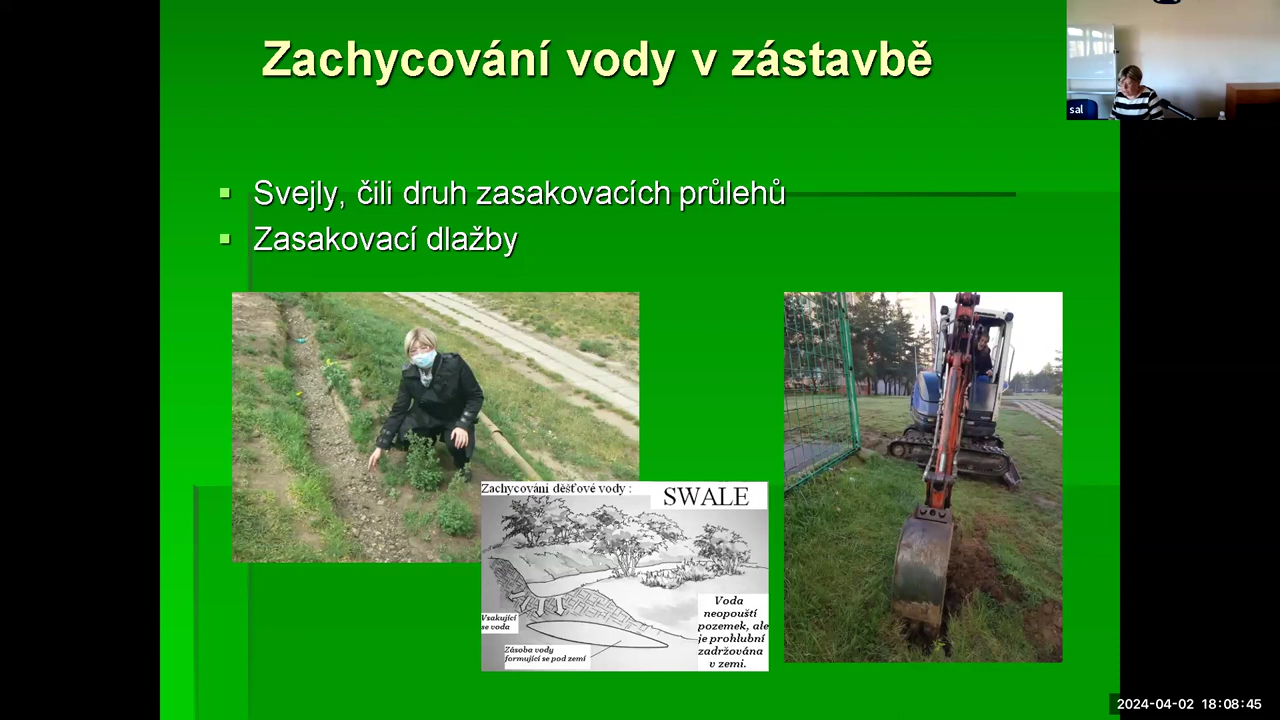 Zachycování vody v zástavbě
sal
Svejly, čili druh zasakovacích průlehů
Zasakovací dlažby
Zachycování děšťové vody :
SWALE
Vsakující
se voda
Zásoba vody
formující se pod zemí
Voda
neopouští
pozemek, ale
je prohlubní
zadržována
v zemi.
2024-04-02 18:08:45